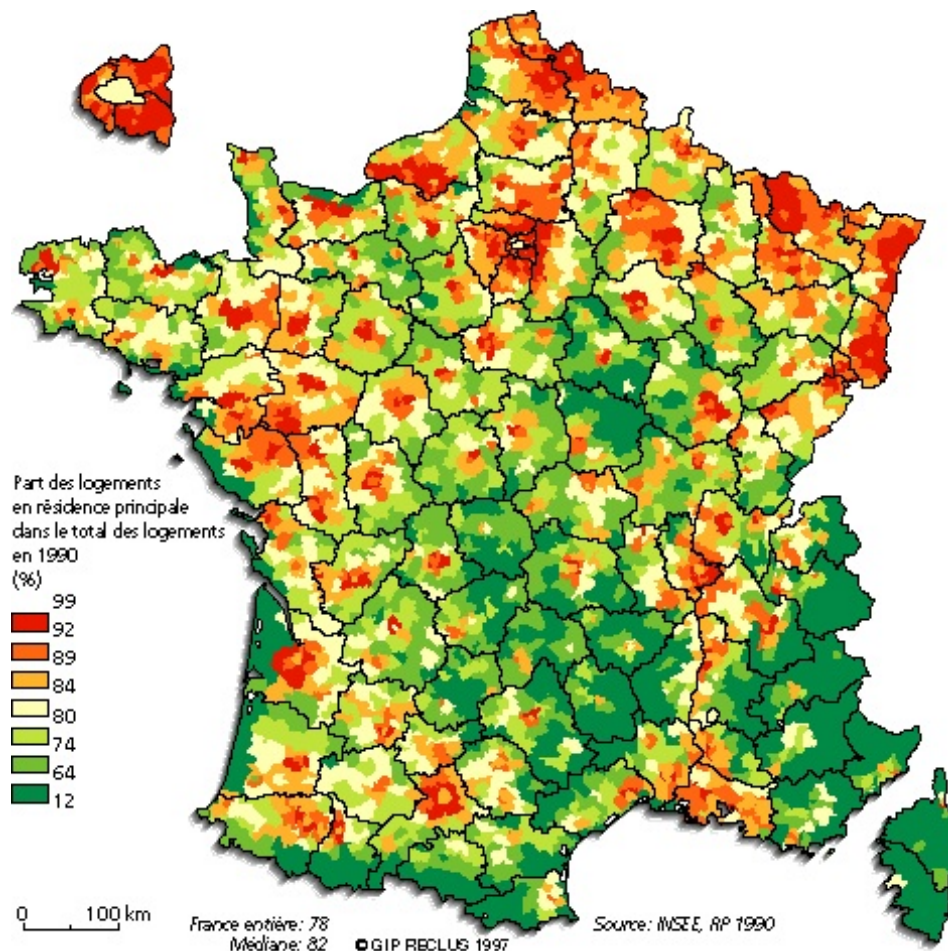 Part des logements
en résidence principale
dans le total des logements
en 1990
(%)
99
92
89
84
80
74
64
12
0 100 km
France entière: 78
Médiane: 82
© GIP RECLUS 1997
Source: INSEE, RP 1990